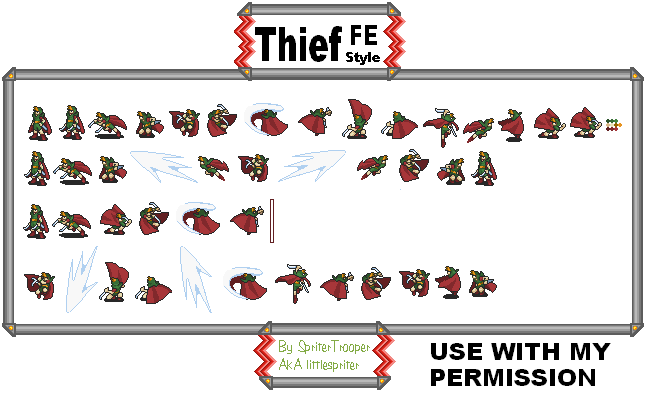 Thief FE
Style
By SpriterTrooper
AKA littlespriter
USE WITH MY
PERMISSION